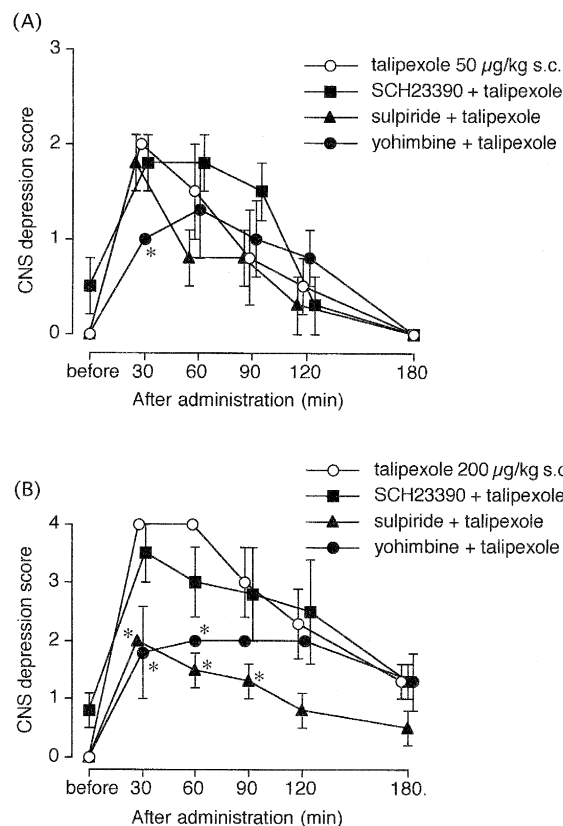 (A)
3
2
1
0
CNS depression score
talipexole 50 µg/kg s.c.
SCH23390 + talipexole
sulpiride + talipexole
yohimbine + talipexole
*
before 30 60 90 120 180
After administration (min)
(B)
4
3
2
1
0
CNS depression score
talipexole 200 µg/kg s.c
SCH23390 + talipexole
sulpiride + talipexole
yohimbine + talipexole
* *
* * *
before 30 60 90 120 180.
After administration (min)